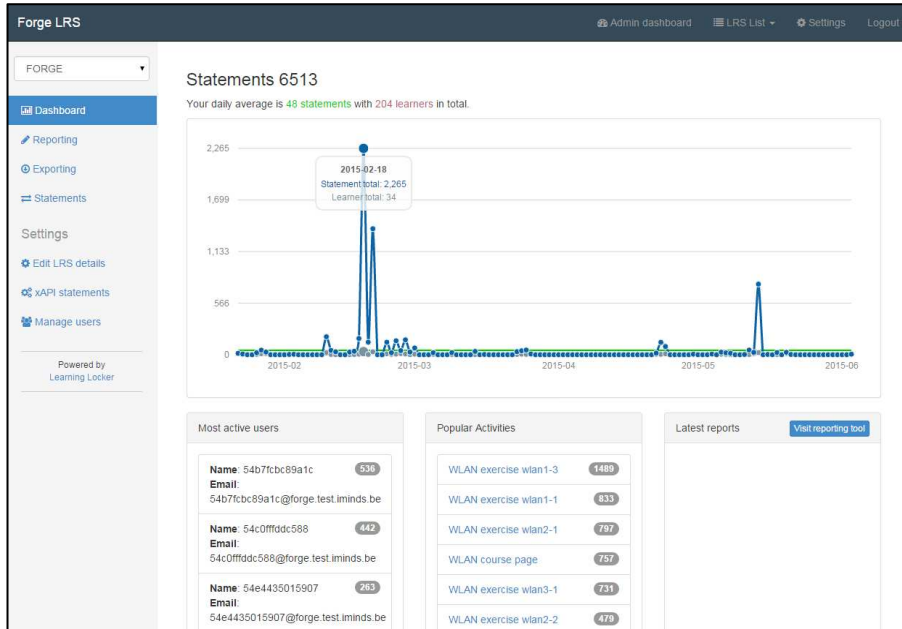 Forge LRS
Admin dashboard LRS List Settings Logout
FORGE
Dashboard
Reporting
Exporting
Statements
Settings
Edit LRS details
xAPI statements
Manage users
Powered by
Learning Locker
Statements 6513
Your daily average is 48 statements with 204 learners in total.
2,265
1,699
1,133
566
0
2015-02-18
Statement total: 2,265
Learner total: 34
2015-02 2015-03 2015-04 2015-05 2015-06
Most active users
Name: 54b7fcbc89a1c 536
Email:
54b7fcbc89a1c@forge.test.iminds.be
Name: 54c0fffddc588 442
Email:
54c0fffddc588@forge.test.iminds.be
Name: 54e4435015907 263
Email:
54e4435015907@forge.test.iminds.be
Popular Activities
WLAN exercise wlan1-3 1489
WLAN exercise wlan1-1 833
WLAN exercise wlan2-1 797
WLAN course page 757
WLAN exercise wlan3-1 731
WLAN exercise wlan2-2 479
Latest reports Visit reporting tool